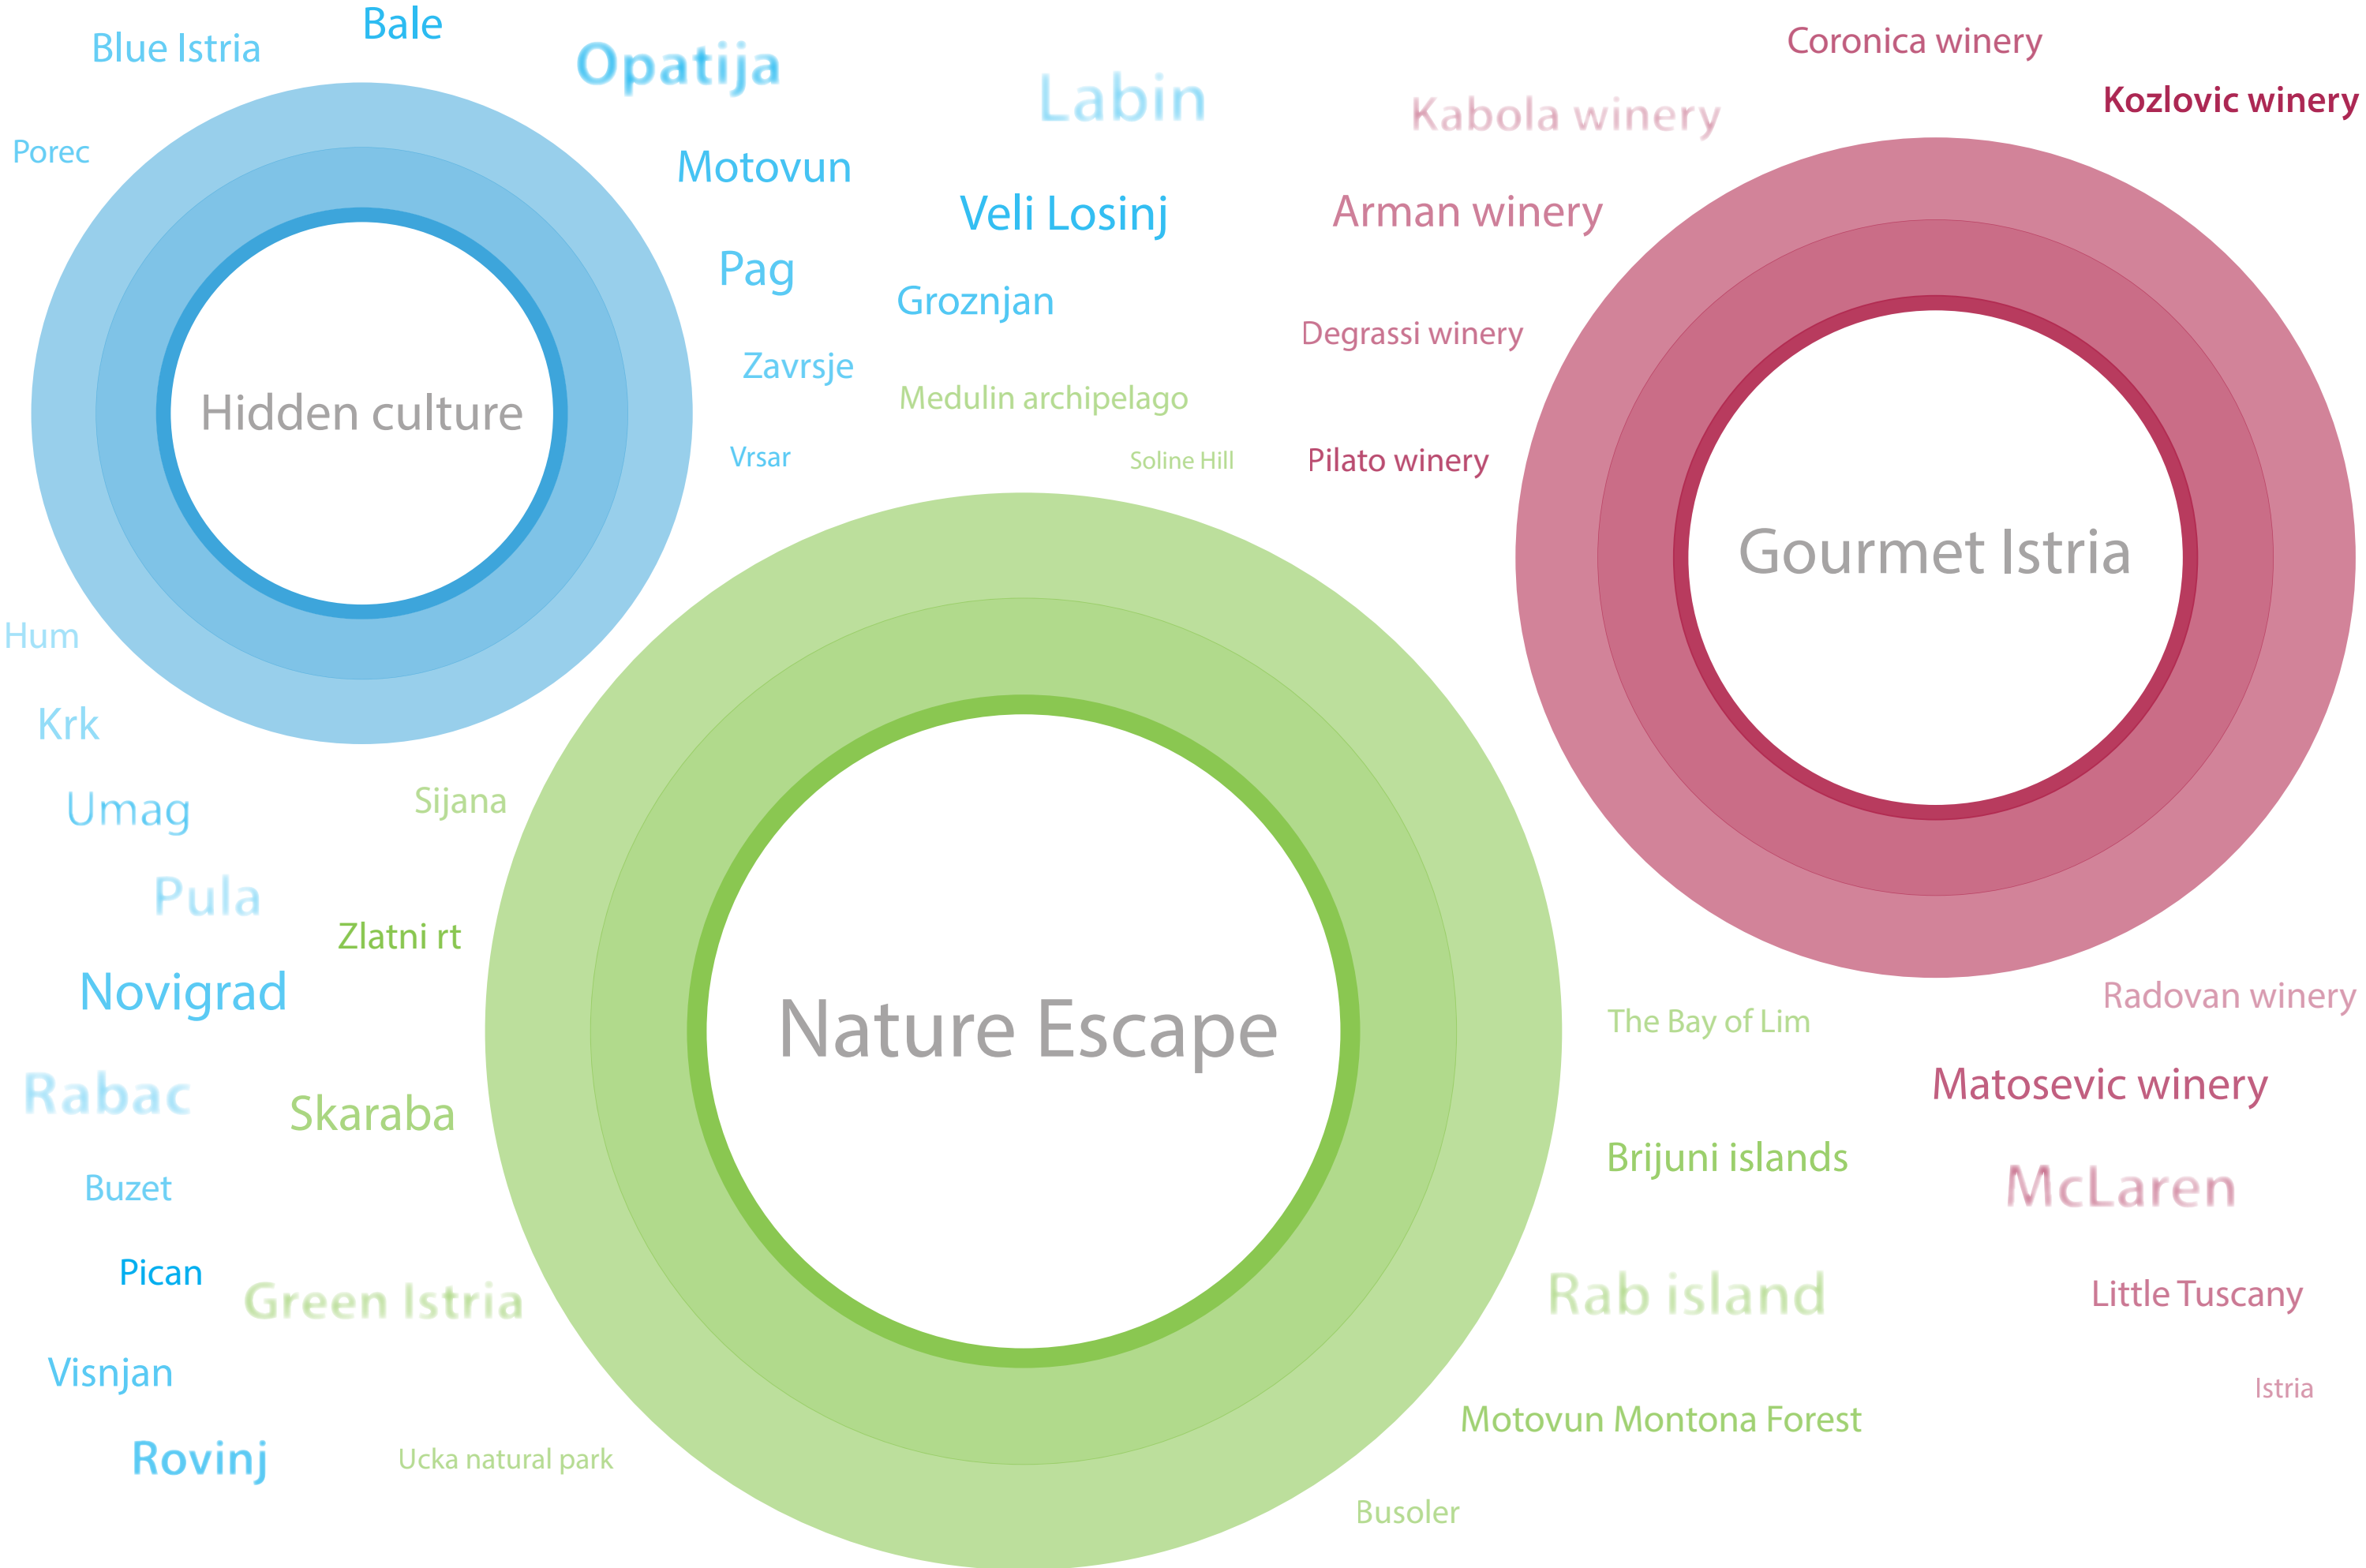 Bale
Blue Istria
Opatija
Porec
Labin
Motovun
Veli Losinj
Pag
Groznjan
Zavrsje
Vrsar
Hidden culture
Hum
Krk
Umag
Pula
Novigrad
Rabac
Buzet
Pican
Visnjan
Rovinj
Medulin archipelago
Soline Hill
Sijana
Zlatni rt
Skaraba
Green Istria
Ucka natural park
Nature Escape
The Bay of Lim
Brijuni islands
Rab island
Motovun Montona Forest
Busoler
Coronica winery
Kozlovic winery
Kabola winery
Arman winery
Degrassi winery
Pilato winery
Gourmet Istria
Radovan winery
Matosevic winery
McLaren
Little Tuscany
Istria